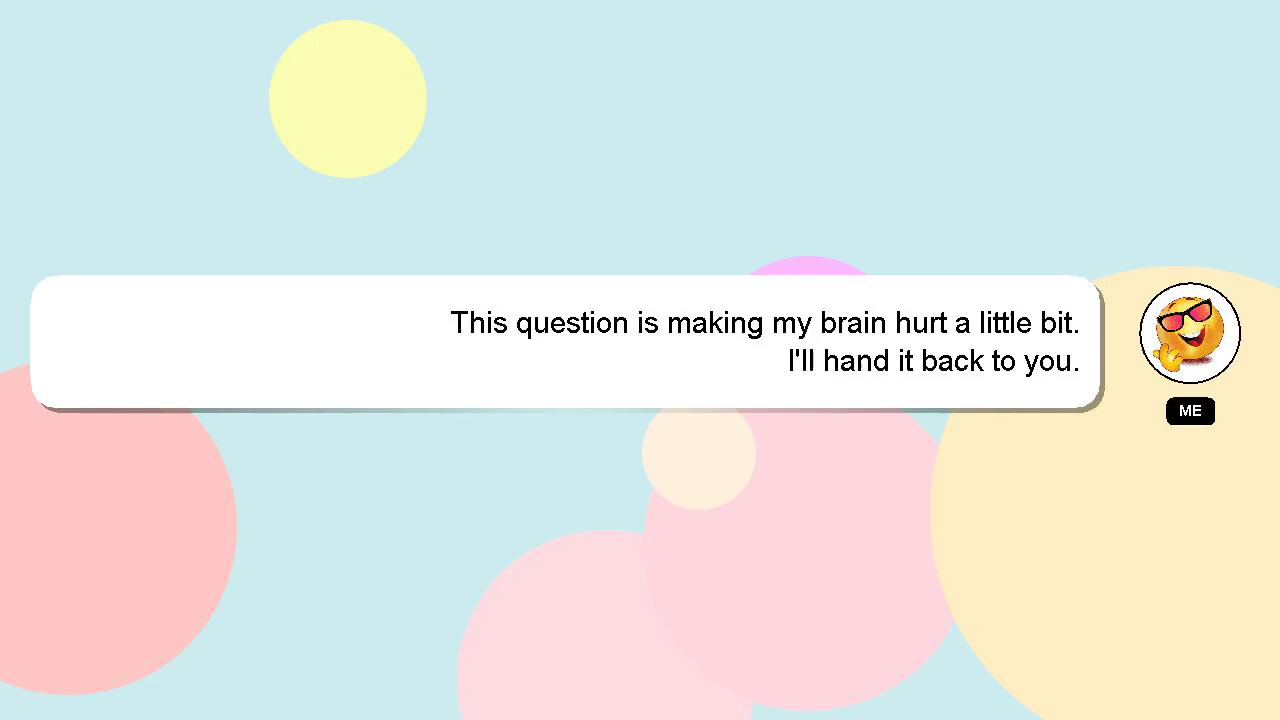 This question is making my brain hurt a little bit.
I'll hand it back to you.
ME